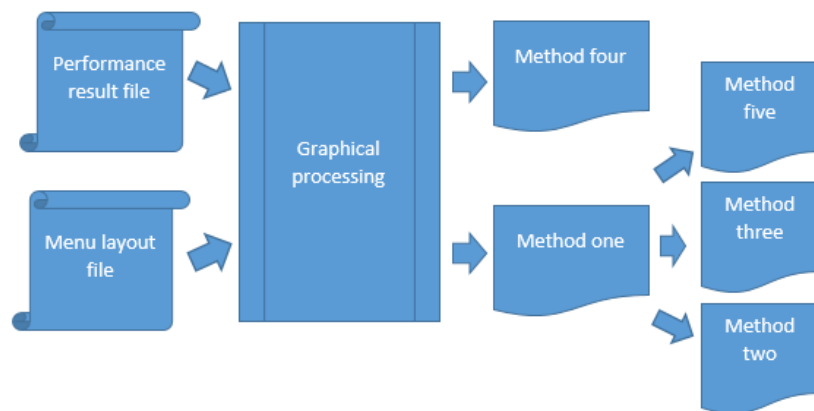 Performance
result file
Menu layout
file
Graphical
processing
Method four
Method one
Method
five
Method
three
Method
two